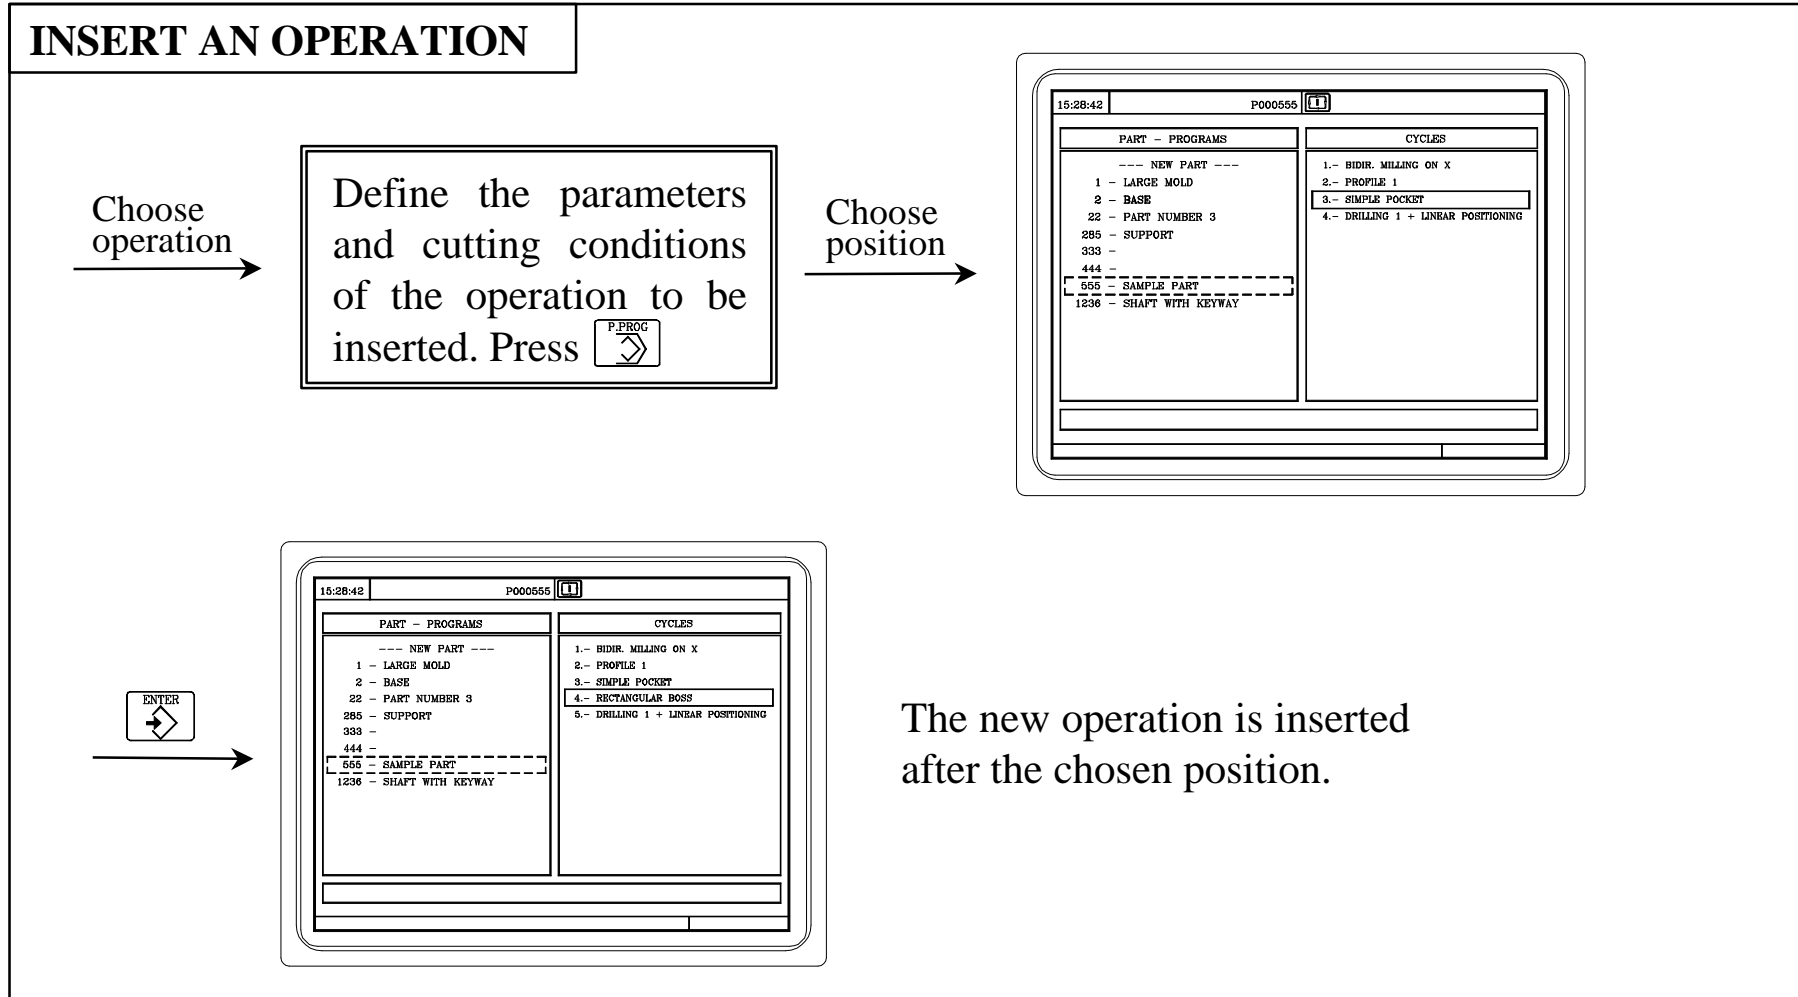 INSERT AN OPERATION
Choose
operation
Define the parameters
and cutting conditions
of the operation to be
inserted. Press P.PROG
Choose
position
15:28:42 P000555
PART - PROGRAMS
--- NEW PART ---
1 - LARGE MOLD
2 - BASE
22 - PART NUMBER 3
285 - SUPPORT
333 -
444 -
555 - SAMPLE PART
1236 - SHAFT WITH KEYWAY
CYCLES
1.- BIDIR. MILLING ON X
2.- PROFILE 1
3.- SIMPLE POCKET
4.- DRILLING 1 + LINEAR POSITIONING
ENTER
15:28:42 P000555
PART - PROGRAMS
--- NEW PART ---
1 - LARGE MOLD
2 - BASE
22 - PART NUMBER 3
285 - SUPPORT
333 -
444 -
555 - SAMPLE PART
1236 - SHAFT WITH KEYWAY
CYCLES
1.- BIDIR. MILLING ON X
2.- PROFILE 1
3.- SIMPLE POCKET
4.- RECTANGULAR BOSS
5.- DRILLING 1 + LINEAR POSITIONING
The new operation is inserted
after the chosen position.